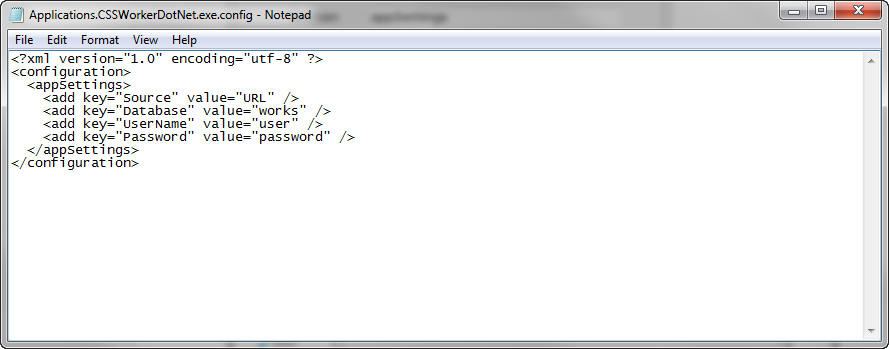 Applications.CSSWorkerDotNet.exe.config - Notepad
File Edit Format View Help
<?xml version="1.0" encoding="utf-8" ?>
<configuration>
  <appSettings>
    <add key="Source" value="URL" />
    <add key="Database" value="works" />
    <add key="UserName" value="user" />
    <add key="Password" value="password" />
  </appSettings>
</configuration>